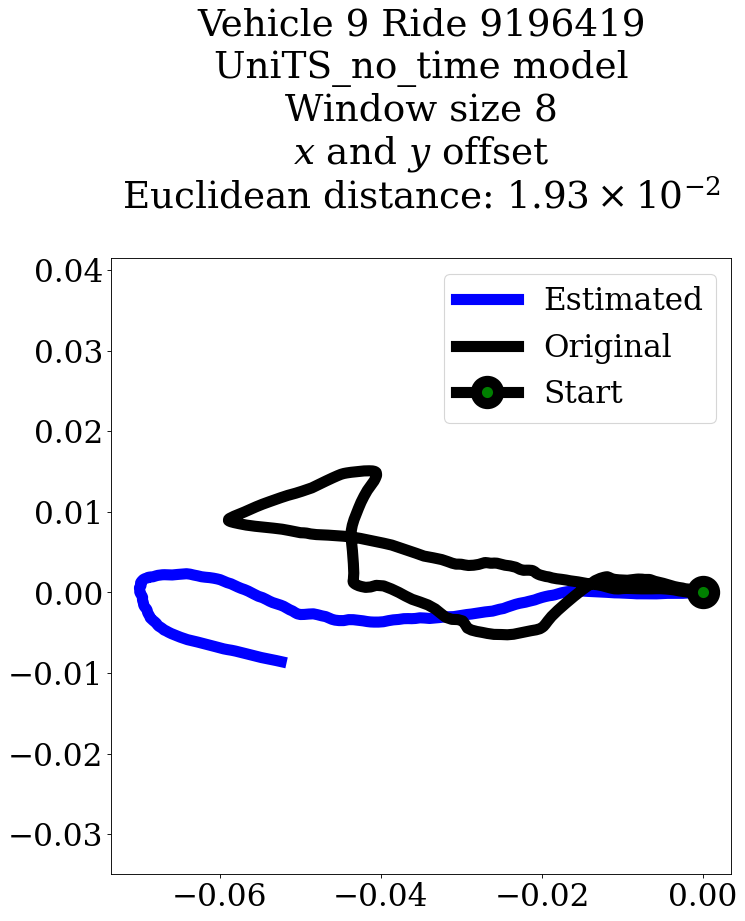 Vehicle 9 Ride 9196419
UniTS_no_time model
Window size 8
x and y offset
Euclidean distance: 1.93 × 10⁻²
0.04
Estimated
0.03
Original
Start
0.02
0.01
0.00
−0.01
−0.02
−0.03
−0.06 −0.04 −0.02 0.00